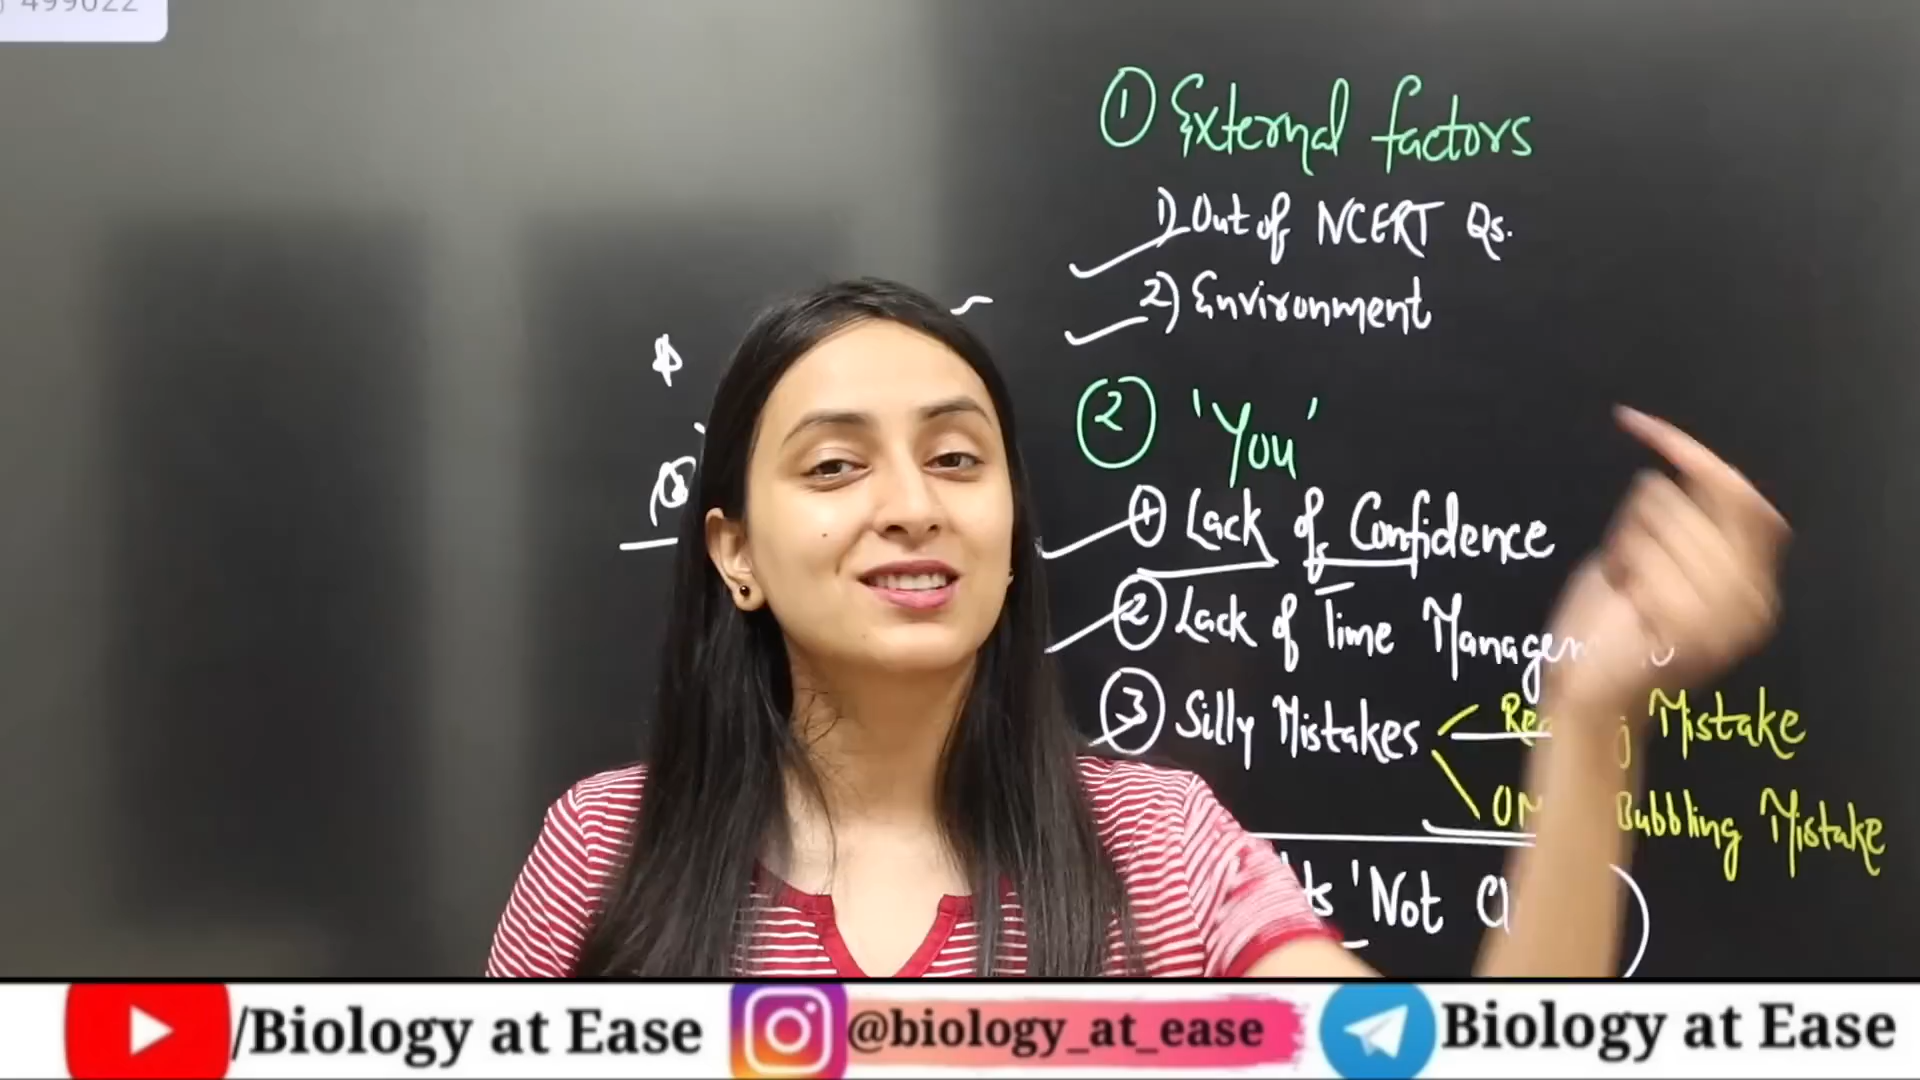 499022
① External factors
1) Out of NCERT Qs.
2) Environment
② 'You'
① Lack of Confidence
② Lack of Time
③ Silly Mistakes Mistake
Bubbling Mistake
'Not
/Biology at Ease @biology_at_ease Biology at Ease